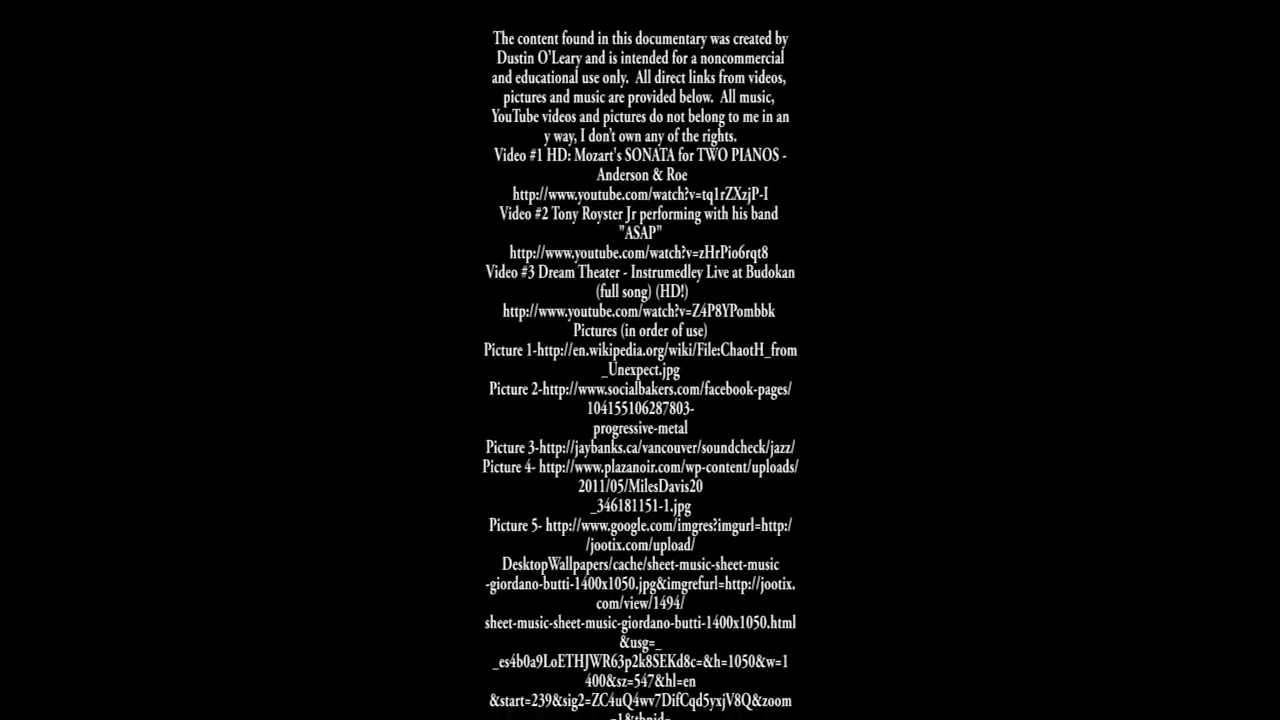 The content found in this documentary was created by
Dustin O'Leary and is intended for a noncommercial
and educational use only.  All direct links from videos,
pictures and music are provided below.  All music,
YouTube videos and pictures do not belong to me in an
y way, I don't own any of the rights.
Video #1 HD: Mozart's SONATA for TWO PIANOS -
Anderson & Roe
http://www.youtube.com/watch?v=tq1rZXzjP-I
Video #2 Tony Royster Jr performing with his band
"ASAP"
http://www.youtube.com/watch?v=zHrPio6rqt8
Video #3 Dream Theater - Instrumedley Live at Budokan
(full song) (HD!)
http://www.youtube.com/watch?v=Z4P8YPombbk
Pictures (in order of use)
Picture 1-http://en.wikipedia.org/wiki/File:ChaotH_from
_Unexpect.jpg
Picture 2-http://www.socialbakers.com/facebook-pages/
104155106287803-
progressive-metal
Picture 3-http://jaybanks.ca/vancouver/soundcheck/jazz/
Picture 4- http://www.plazanoir.com/wp-content/uploads/
2011/05/MilesDavis20
_346181151-1.jpg
Picture 5- http://www.google.com/imgres?imgurl=http:/
/jootix.com/upload/
DesktopWallpapers/cache/sheet-music-sheet-music
-giordano-butti-1400x1050.jpg&imgrefurl=http://jootix.
com/view/1494/
sheet-music-sheet-music-giordano-butti-1400x1050.html
&usg=_
_es4b0a9LoETHJWR63p2k8SEKd8c=&h=1050&w=1
400&sz=547&hl=en
&start=239&sig2=ZC4uQ4wv7DifCqd5yxjV8Q&zoom
=1&tbnid=